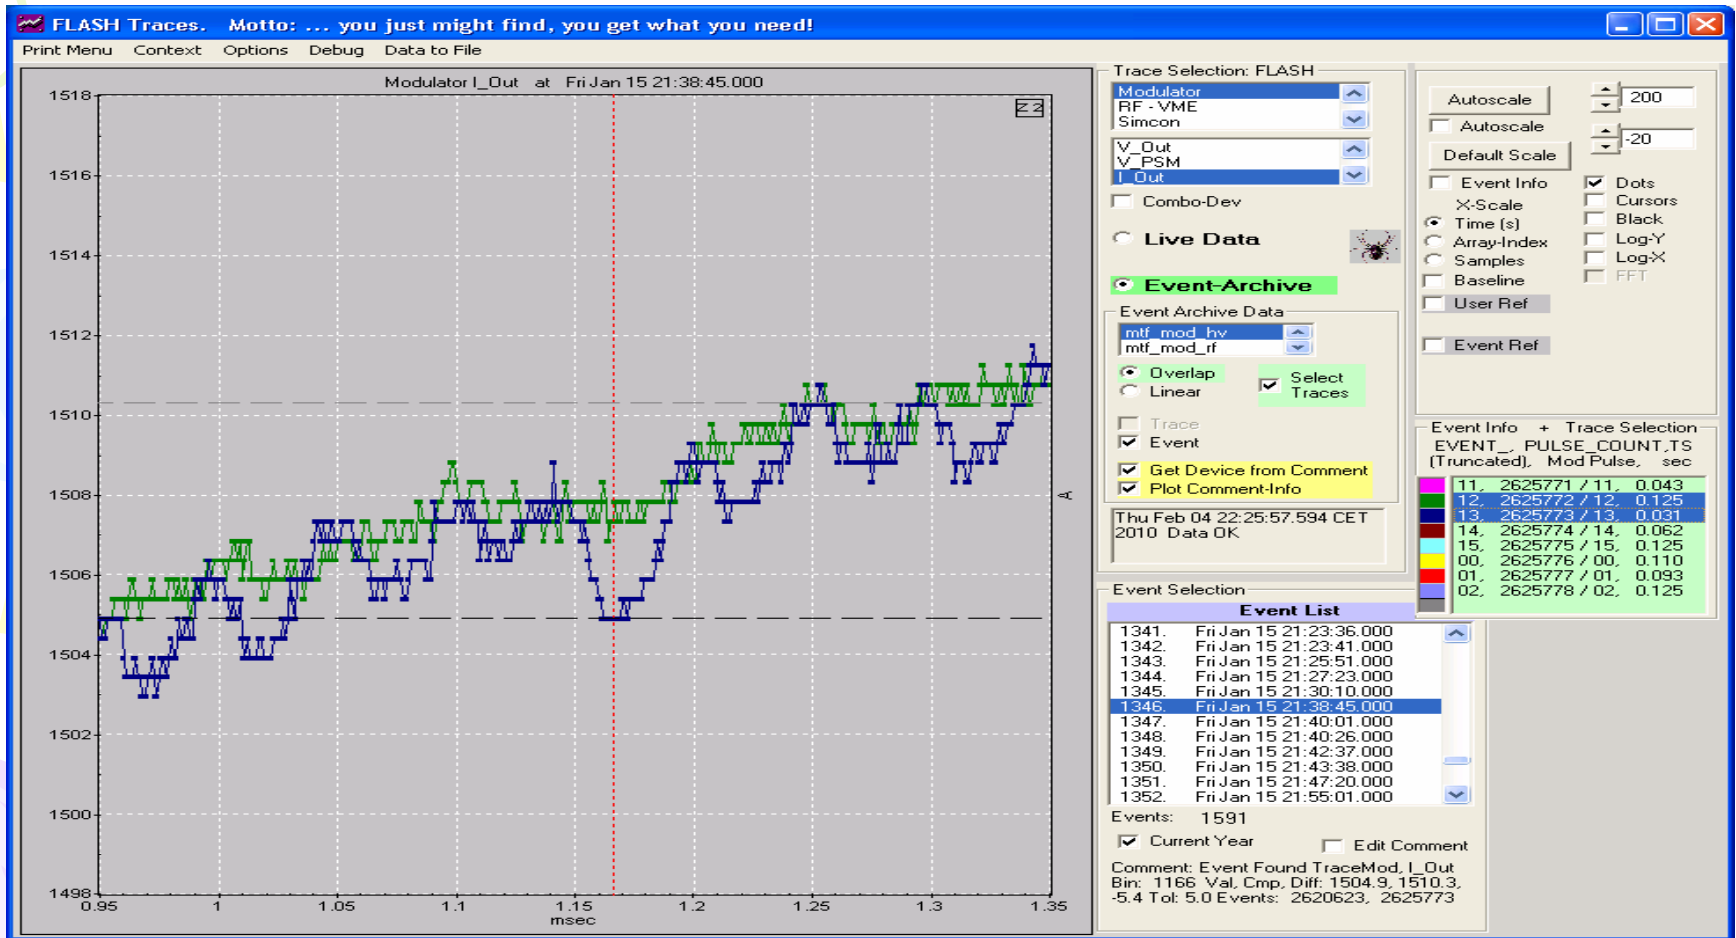 FLASH Traces.   Motto: ... you just might find, you get what you need!
Print Menu   Context   Options   Debug   Data to File
Modulator I_Out   at   Fri Jan 15 21:38:45.000
Z 2
1518
1516
1514
1512
1510
1508
1506
1504
1502
1500
1498
0.95   1   1.05   1.1   1.15   1.2   1.25   1.3   1.35
msec
A
Trace Selection: FLASH
Modulator
RF - VME
Simcon
V_Out
V_PSM
I_Out
Combo-Dev
Live Data
Event-Archive
Event Archive Data
mtf_mod_hv
mtf_mod_rf
Overlap
Linear
Select
Traces
Trace
Event
Get Device from Comment
Plot Comment-Info
Thu Feb 04 22:25:57.594 CET
2010  Data OK
Event Selection
Event List
1341.   Fri Jan 15 21:23:36.000
1342.   Fri Jan 15 21:23:41.000
1343.   Fri Jan 15 21:25:51.000
1344.   Fri Jan 15 21:27:23.000
1345.   Fri Jan 15 21:30:10.000
1346.   Fri Jan 15 21:38:45.000
1347.   Fri Jan 15 21:40:01.000
1348.   Fri Jan 15 21:40:26.000
1349.   Fri Jan 15 21:42:37.000
1350.   Fri Jan 15 21:43:38.000
1351.   Fri Jan 15 21:47:20.000
1352.   Fri Jan 15 21:55:01.000
Events:   1591
Current Year
Edit Comment
Comment: Event Found TraceMod, I_Out
Bin:  1166  Val, Cmp, Diff: 1504.9, 1510.3,
-5.4 Tol: 5.0 Events:  2620623,  2625773
Autoscale
200
Autoscale
-20
Default Scale
Event Info
Dots
X-Scale
Cursors
Time (s)
Black
Array-Index
Log-Y
Samples
Log-X
Baseline
FFT
User Ref
Event Ref
Event Info   +   Trace Selection
EVENT_, PULSE_COUNT,TS
(Truncated),  Mod Pulse,   sec
11,   2625771 / 11,  0.043
12,   2625772 / 12,  0.125
13,   2625773 / 13,  0.031
14,   2625774 / 14,  0.062
15,   2625775 / 15,  0.125
00,   2625776 / 00,  0.110
01,   2625777 / 01,  0.093
02,   2625778 / 02,  0.125